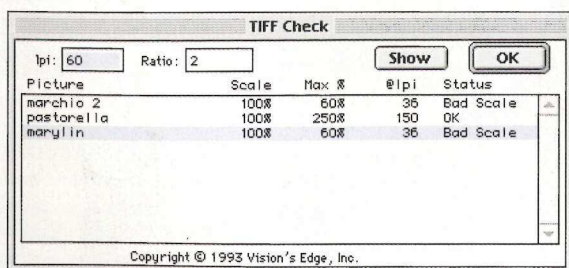 TIFF Check
lpi: 60 Ratio: 2 Show OK
Picture Scale Max % @lpi Status
marchio 2 100% 60% 36 Bad Scale
pastorella 100% 250% 150 OK
marylin 100% 60% 36 Bad Scale
Copyright © 1993 Vision's Edge, Inc.